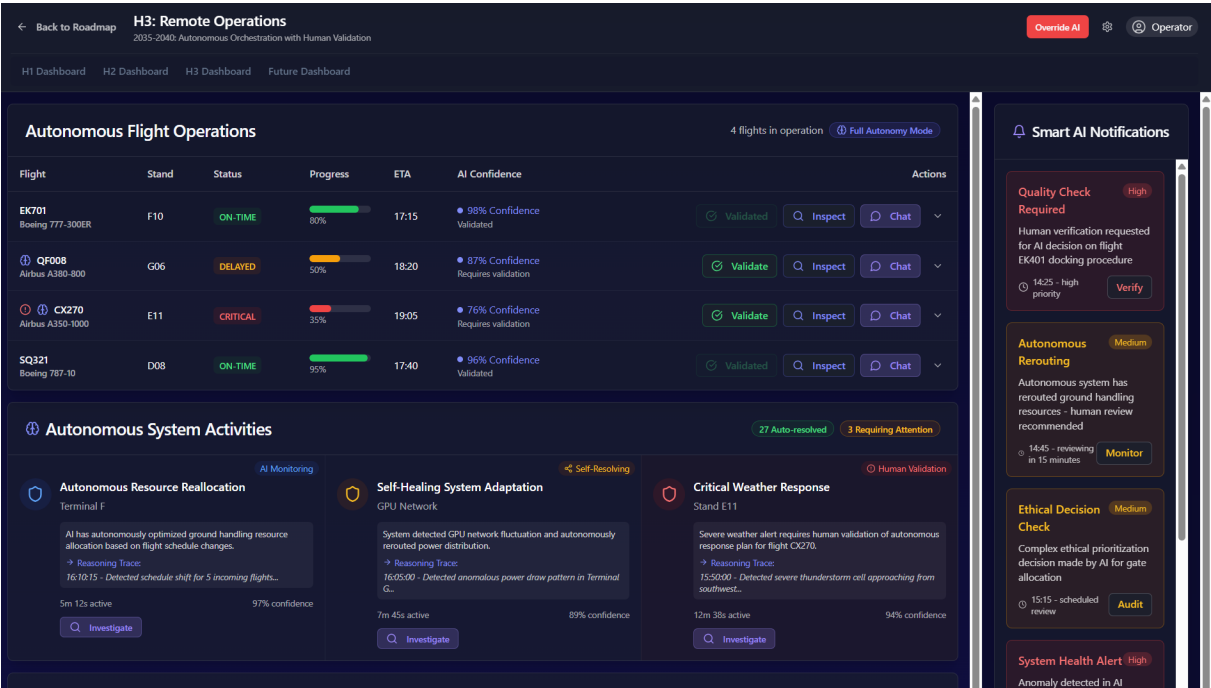 Back to Roadmap
H3: Remote Operations
2035-2040: Autonomous Orchestration with Human Validation
Override AI
Operator
H1 Dashboard H2 Dashboard H3 Dashboard Future Dashboard
Autonomous Flight Operations
4 flights in operation Full Autonomy Mode
Flight Stand Status Progress ETA AI Confidence Actions
EK701
Boeing 777-300ER
F10
ON-TIME
80%
17:15
98% Confidence
Validated
Validated Inspect Chat
QF008
Airbus A380-800
G06
DELAYED
50%
18:20
87% Confidence
Requires validation
Validate Inspect Chat
CX270
Airbus A350-1000
E11
CRITICAL
35%
19:05
76% Confidence
Requires validation
Validate Inspect Chat
SQ321
Boeing 787-10
D08
ON-TIME
95%
17:40
96% Confidence
Validated
Validated Inspect Chat
Autonomous System Activities
27 Auto-resolved 3 Requiring Attention
AI Monitoring
Autonomous Resource Reallocation
Terminal F
AI has autonomously optimized ground handling resource
allocation based on flight schedule changes.
→ Reasoning Trace:
16:10:15 - Detected schedule shift for 5 incoming flights...
5m 12s active 97% confidence
Investigate
Self-Resolving
Self-Healing System Adaptation
GPU Network
System detected GPU network fluctuation and autonomously
rerouted power distribution.
→ Reasoning Trace:
16:05:00 - Detected anomalous power draw pattern in Terminal
G...
7m 45s active 89% confidence
Investigate
Human Validation
Critical Weather Response
Stand E11
Severe weather alert requires human validation of autonomous
response plan for flight CX270.
→ Reasoning Trace:
15:50:00 - Detected severe thunderstorm cell approaching from
southwest...
12m 38s active 94% confidence
Investigate
Smart AI Notifications
Quality Check
Required
High
Human verification requested
for AI decision on flight
EK401 docking procedure
14:25 - high
priority
Verify
Autonomous
Rerouting
Medium
Autonomous system has
rerouted ground handling
resources - human review
recommended
14:45 - reviewing
in 15 minutes
Monitor
Ethical Decision
Check
Medium
Complex ethical prioritization
decision made by AI for gate
allocation
15:15 - scheduled
review
Audit
System Health Alert High
Anomaly detected in AI